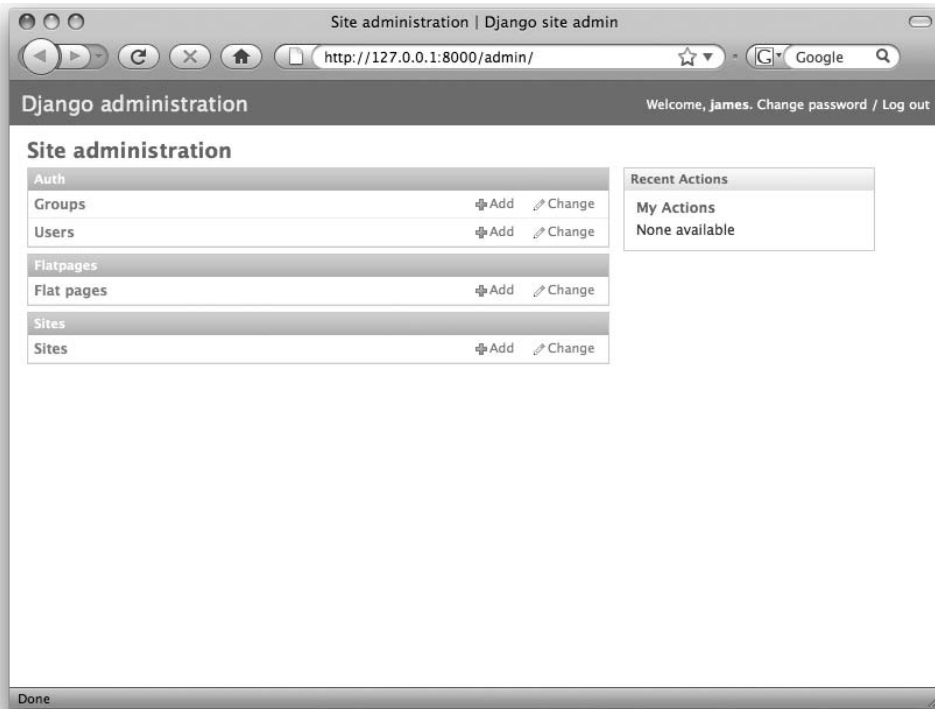 Site administration | Django site admin
http://127.0.0.1:8000/admin/
G Google
Django administration
Welcome, james. Change password / Log out
Site administration
Auth
Groups Add Change
Users Add Change
Flatpages
Flat pages Add Change
Sites
Sites Add Change
Recent Actions
My Actions
None available
Done